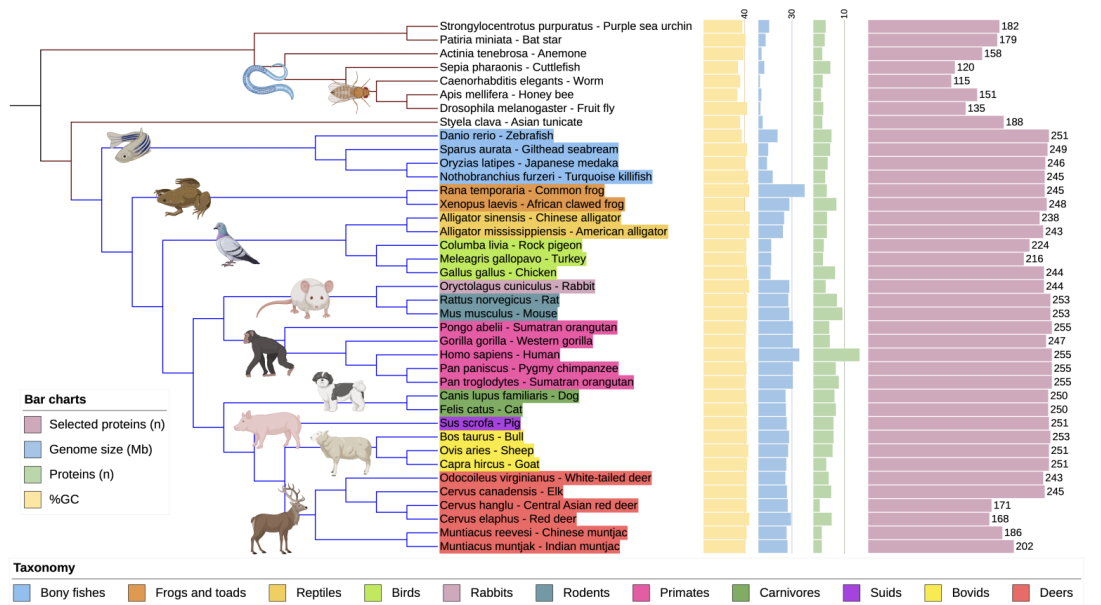 40 30 10
Strongylocentrotus purpuratus - Purple sea urchin 182
Patiria miniata - Bat star 179
Actinia tenebrosa - Anemone 158
Sepia pharaonis - Cuttlefish 120
Caenorhabditis elegans - Worm 115
Apis mellifera - Honey bee 151
Drosophila melanogaster - Fruit fly 135
Styela clava - Asian tunicate 188
Danio rerio - Zebrafish 251
Sparus aurata - Gilthead seabream 249
Oryzias latipes - Japanese medaka 246
Nothobranchius furzeri - Turquoise killifish 245
Rana temporaria - Common frog 245
Xenopus laevis - African clawed frog 248
Alligator sinensis - Chinese alligator 238
Alligator mississippiensis - American alligator 243
Columba livia - Rock pigeon 224
Meleagris gallopavo - Turkey 216
Gallus gallus - Chicken 244
Oryctolagus cuniculus - Rabbit 244
Rattus norvegicus - Rat 253
Mus musculus - Mouse 253
Pongo abelii - Sumatran orangutan 255
Gorilla gorilla - Western gorilla 247
Homo sapiens - Human 255
Pan paniscus - Pygmy chimpanzee 255
Pan troglodytes - Sumatran orangutan 255
Canis lupus familiaris - Dog 250
Felis catus - Cat 250
Sus scrofa - Pig 251
Bos taurus - Bull 253
Ovis aries - Sheep 251
Capra hircus - Goat 251
Odocoileus virginianus - White-tailed deer 243
Cervus canadensis - Elk 245
Cervus hanglu - Central Asian red deer 171
Cervus elaphus - Red deer 168
Muntiacus reevesi - Chinese muntjac 186
Muntiacus muntjak - Indian muntjac 202
Bar charts
Selected proteins (n)
Genome size (Mb)
Proteins (n)
%GC
Taxonomy
Bony fishes Frogs and toads Reptiles Birds Rabbits Rodents Primates Carnivores Suids Bovids Deers